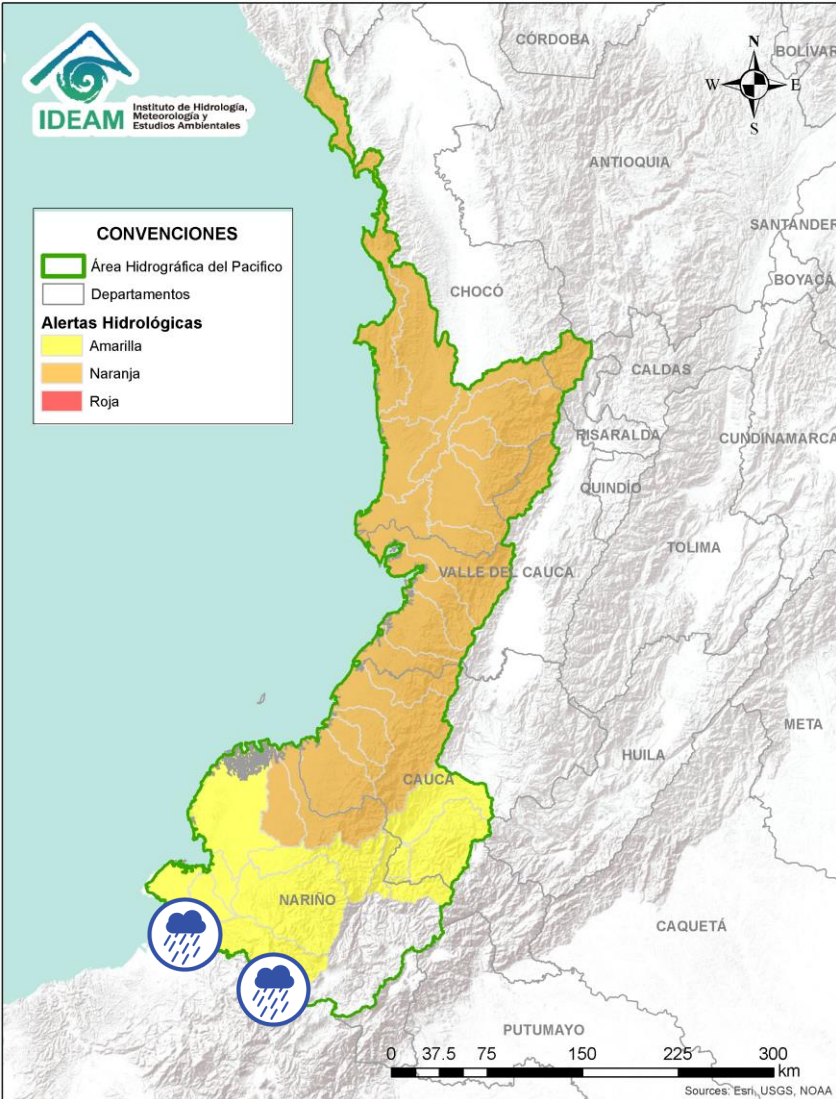 IDEAM
Instituto de Hidrología,
Meteorología y
Estudios Ambientales
N
W E
S
CÓRDOBA
BOLÍVAR
ANTIOQUIA
SANTANDER
BOYACÁ
CHOCÓ
CONVENCIONES
Área Hidrográfica del Pacifico
Departamentos
Alertas Hidrológicas
Amarilla
Naranja
Roja
CALDAS
RISARALDA
CUNDINAMARCA
QUINDÍO
TOLIMA
VALLE DEL CAUCA
META
HUILA
CAUCA
NARIÑO
CAQUETÁ
PUTUMAYO
0 37.5 75 150 225 300
km
Sources: Esri, USGS, NOAA